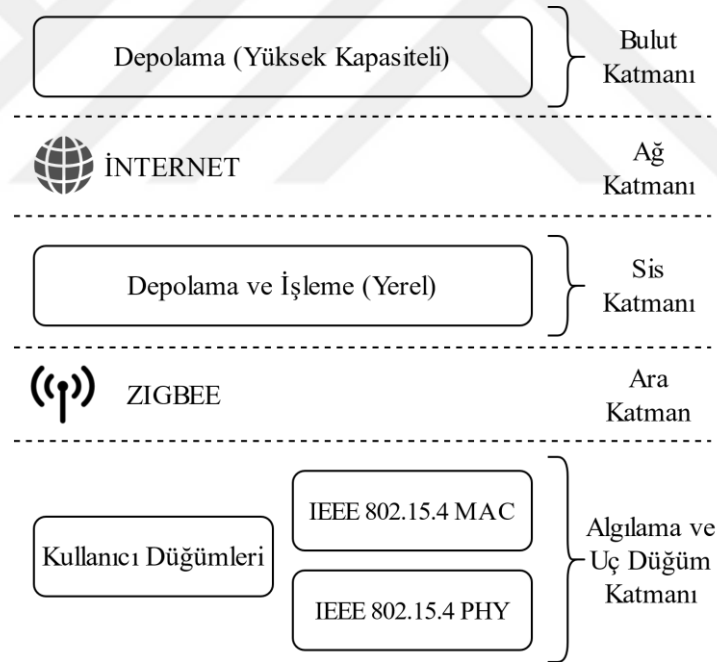 Depolama (Yüksek Kapasiteli)
Bulut
Katmanı
İNTERNET
Ağ
Katmanı
Depolama ve İşleme (Yerel)
Sis
Katmanı
ZIGBEE
Ara
Katman
Kullanıcı Düğümleri
IEEE 802.15.4 MAC
IEEE 802.15.4 PHY
Algılama ve
Uç Düğüm
Katmanı